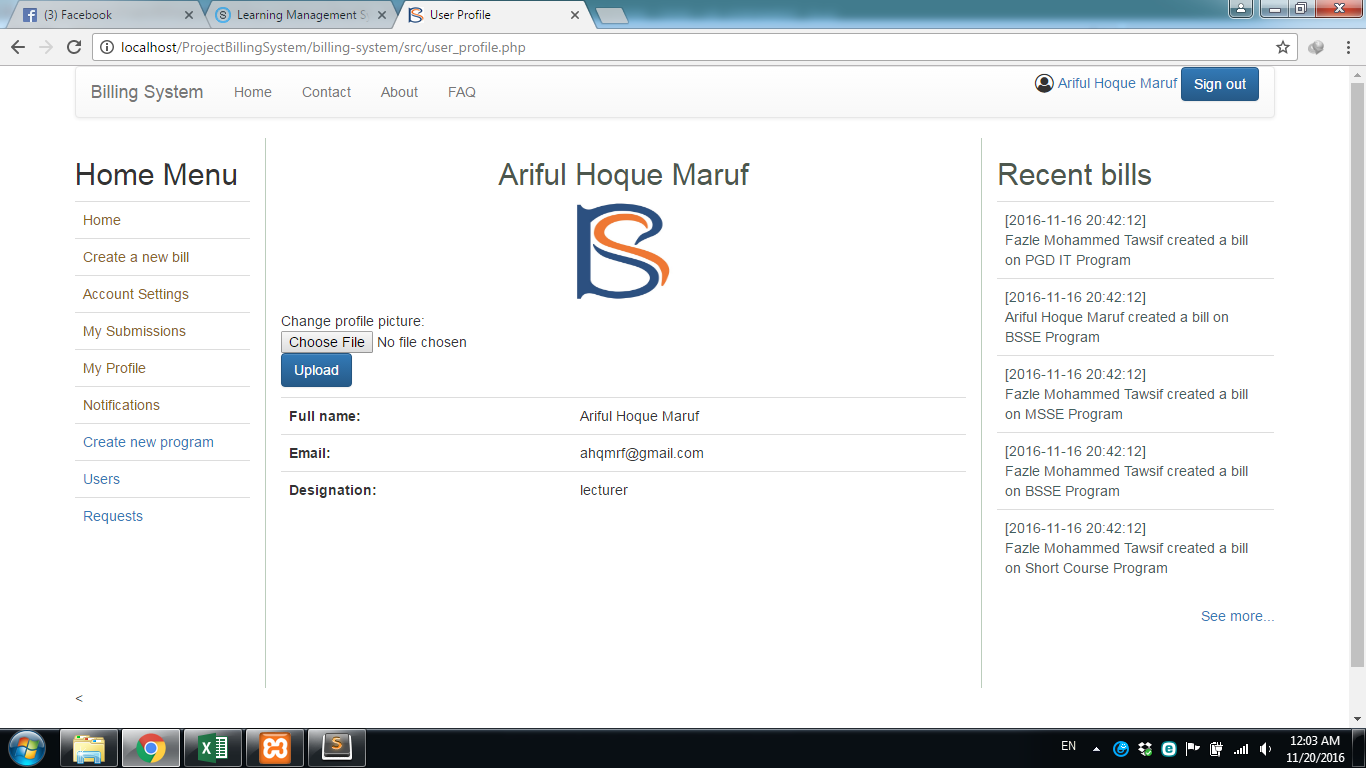 (3) Facebook
Learning Management S
User Profile
localhost/ProjectBillingSystem/billing-system/src/user_profile.php
Billing System
Home
Contact
About
FAQ
Ariful Hoque Maruf
Sign out
Home Menu
Home
Create a new bill
Account Settings
My Submissions
My Profile
Notifications
Create new program
Users
Requests
Ariful Hoque Maruf
BS
Change profile picture:
Choose File No file chosen
Upload
Full name: Ariful Hoque Maruf
Email: ahqmrf@gmail.com
Designation: lecturer
Recent bills
[2016-11-16 20:42:12]
Fazle Mohammed Tawsif created a bill
on PGD IT Program
[2016-11-16 20:42:12]
Ariful Hoque Maruf created a bill on
BSSE Program
[2016-11-16 20:42:12]
Fazle Mohammed Tawsif created a bill
on MSSE Program
[2016-11-16 20:42:12]
Fazle Mohammed Tawsif created a bill
on BSSE Program
[2016-11-16 20:42:12]
Fazle Mohammed Tawsif created a bill
on Short Course Program
See more...
<
EN
12:03 AM
11/20/2016